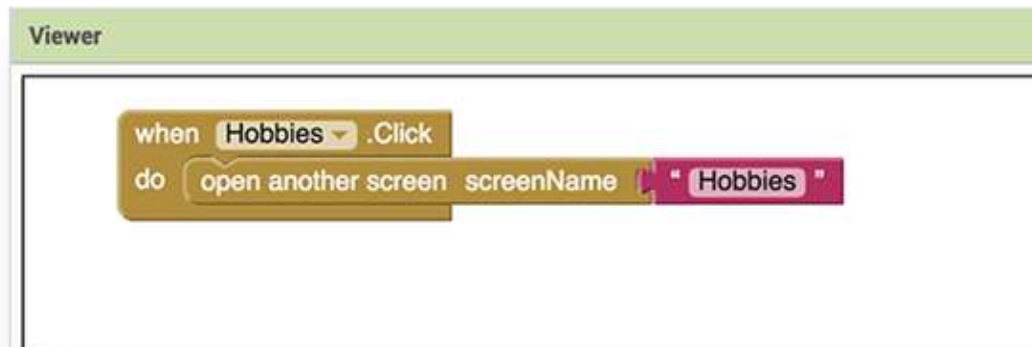 Viewer
when Hobbies .Click
do open another screen screenName " Hobbies "